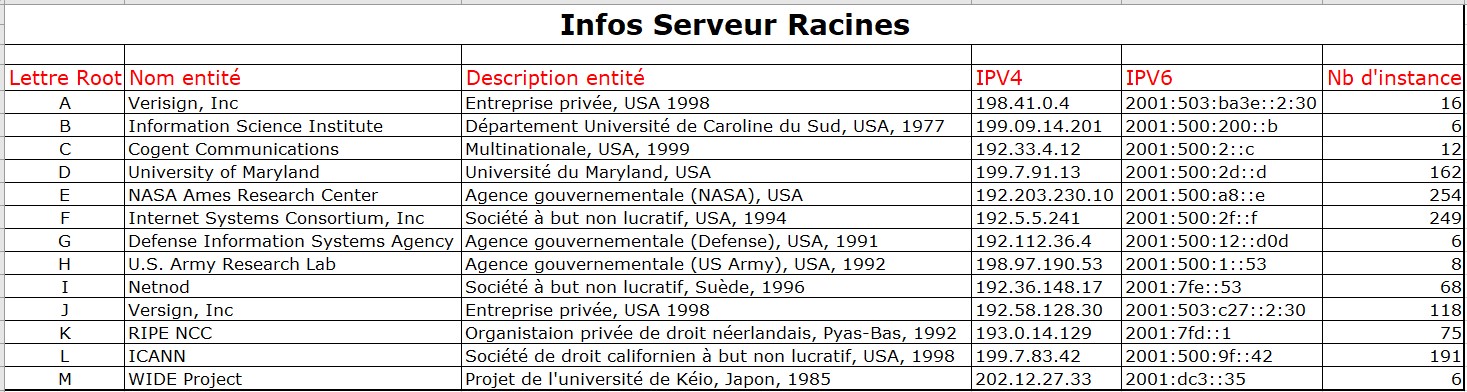 Infos Serveur Racines
Lettre Root Nom entité Description entité IPV4 IPV6 Nb d'instance
A Verisign, Inc Entreprise privée, USA 1998 198.41.0.4 2001:503:ba3e::2:30 16
B Information Science Institute Département Université de Caroline du Sud, USA, 1977 199.09.14.201 2001:500:200::b 6
C Cogent Communications Multinationale, USA, 1999 192.33.4.12 2001:500:2::c 12
D University of Maryland Université du Maryland, USA 199.7.91.13 2001:500:2d::d 162
E NASA Ames Research Center Agence gouvernementale (NASA), USA 192.203.230.10 2001:500:a8::e 254
F Internet Systems Consortium, Inc Société à but non lucratif, USA, 1994 192.5.5.241 2001:500:2f::f 249
G Defense Information Systems Agency Agence gouvernementale (Defense), USA, 1991 192.112.36.4 2001:500:12::d0d 6
H U.S. Army Research Lab Agence gouvernementale (US Army), USA, 1992 198.97.190.53 2001:500:1::53 8
I Netnod Société à but non lucratif, Suède, 1996 192.36.148.17 2001:7fe::53 68
J Versign, Inc Entreprise privée, USA 1998 192.58.128.30 2001:503:c27::2:30 118
K RIPE NCC Organistaion privée de droit néerlandais, Pyas-Bas, 1992 193.0.14.129 2001:7fd::1 75
L ICANN Société de droit californien à but non lucratif, USA, 1998 199.7.83.42 2001:500:9f::42 191
M WIDE Project Projet de l'université de Kéio, Japon, 1985 202.12.27.33 2001:dc3::35 6